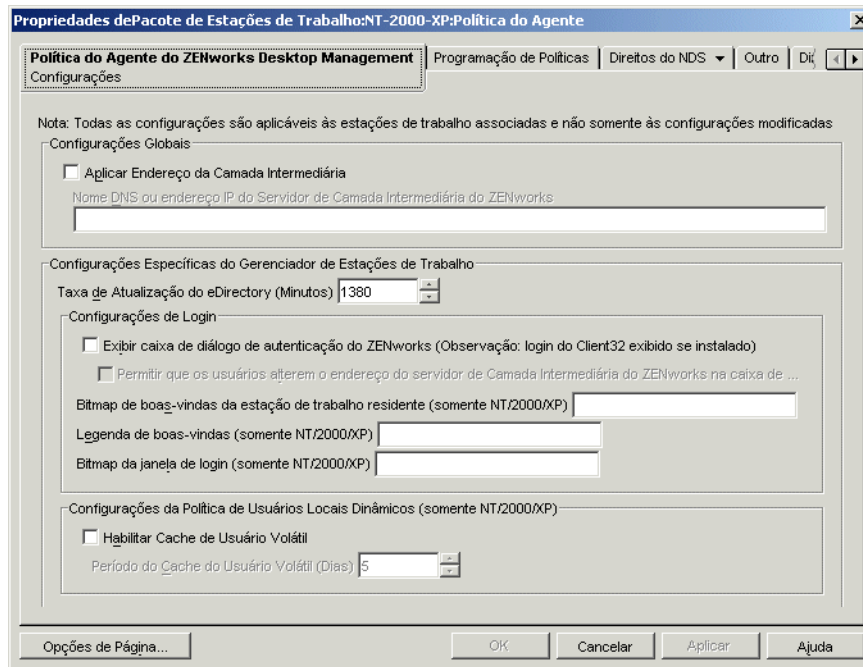 Propriedades dePacote de Estações de Trabalho:NT-2000-XP:Política do Agente
Política do Agente do ZENworks Desktop Management
Configurações
Programação de Políticas
Direitos do NDS
Outro
Nota: Todas as configurações são aplicáveis às estações de trabalho associadas e não somente às configurações modificadas
Configurações Globais
Aplicar Endereço da Camada Intermediária
Nome DNS ou endereço IP do Servidor de Camada Intermediária do ZENworks
Configurações Específicas do Gerenciador de Estações de Trabalho
Taxa de Atualização do eDirectory (Minutos) 1380
Configurações de Login
Exibir caixa de diálogo de autenticação do ZENworks (Observação: login do Client32 exibido se instalado)
Permitir que os usuários alterem o endereço do servidor de Camada Intermediária do ZENworks na caixa de ...
Bitmap de boas-vindas da estação de trabalho residente (somente NT/2000/XP)
Legenda de boas-vindas (somente NT/2000/XP)
Bitmap da janela de login (somente NT/2000/XP)
Configurações da Política de Usuários Locais Dinâmicos (somente NT/2000/XP)
Habilitar Cache de Usuário Volátil
Período do Cache do Usuário Volátil (Dias) 5
Opções de Página...
OK
Cancelar
Aplicar
Ajuda